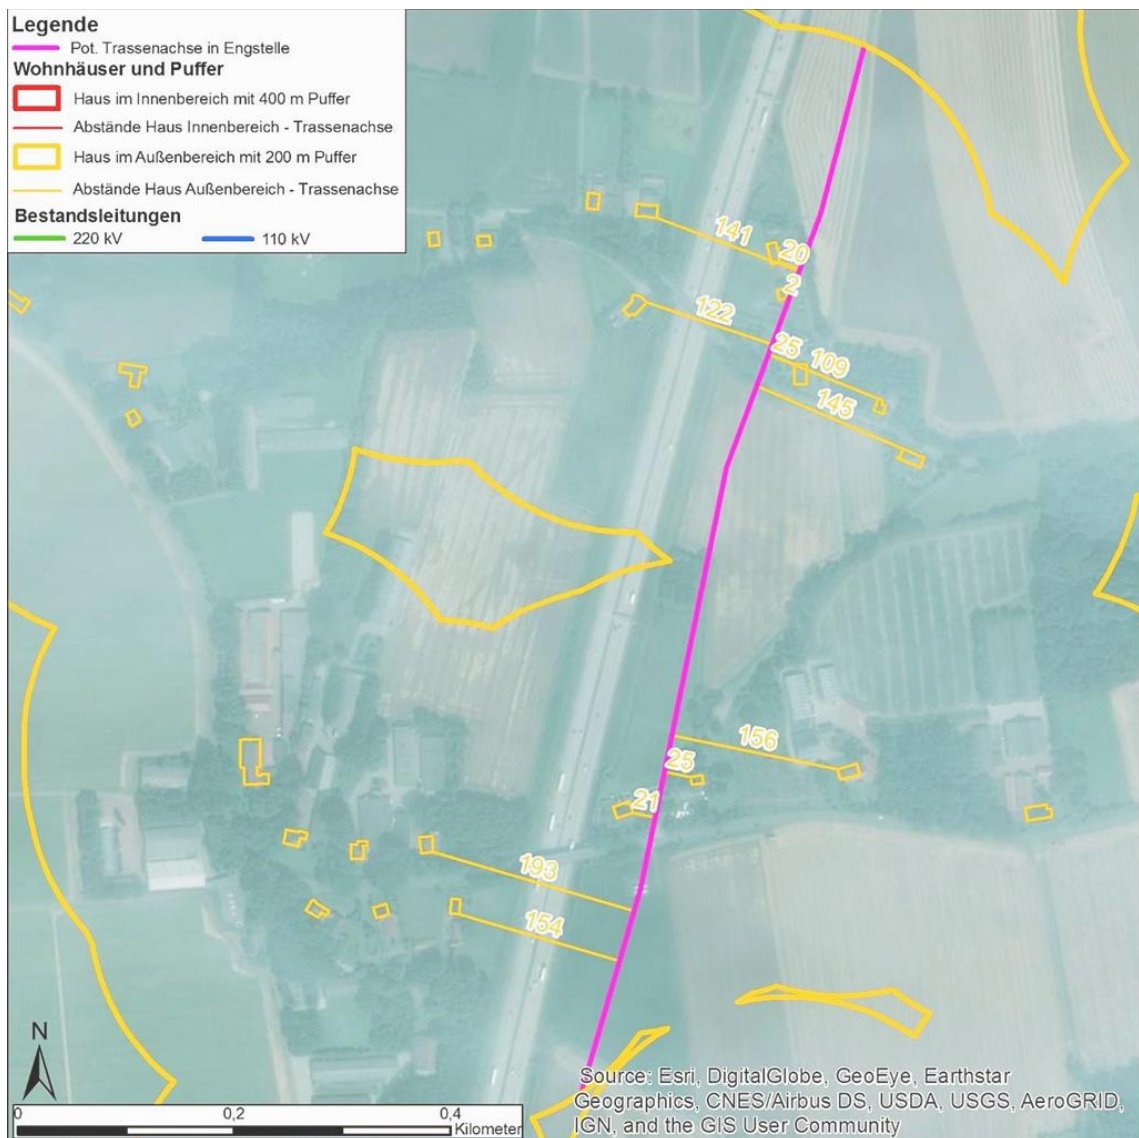 Legende
Pot. Trassenachse in Engstelle
Wohnhäuser und Puffer
Haus im Innenbereich mit 400 m Puffer
Abstände Haus Innenbereich - Trassenachse
Haus im Außenbereich mit 200 m Puffer
Abstände Haus Außenbereich - Trassenachse
Bestandsleitungen
220 kV 110 kV
141
20
2
122
25
109
145
156
25
21
193
154
N
0 0,2 0,4
Kilometer
Source: Esri, DigitalGlobe, GeoEye, Earthstar
Geographics, CNES/Airbus DS, USDA, USGS, AeroGRID,
IGN, and the GIS User Community